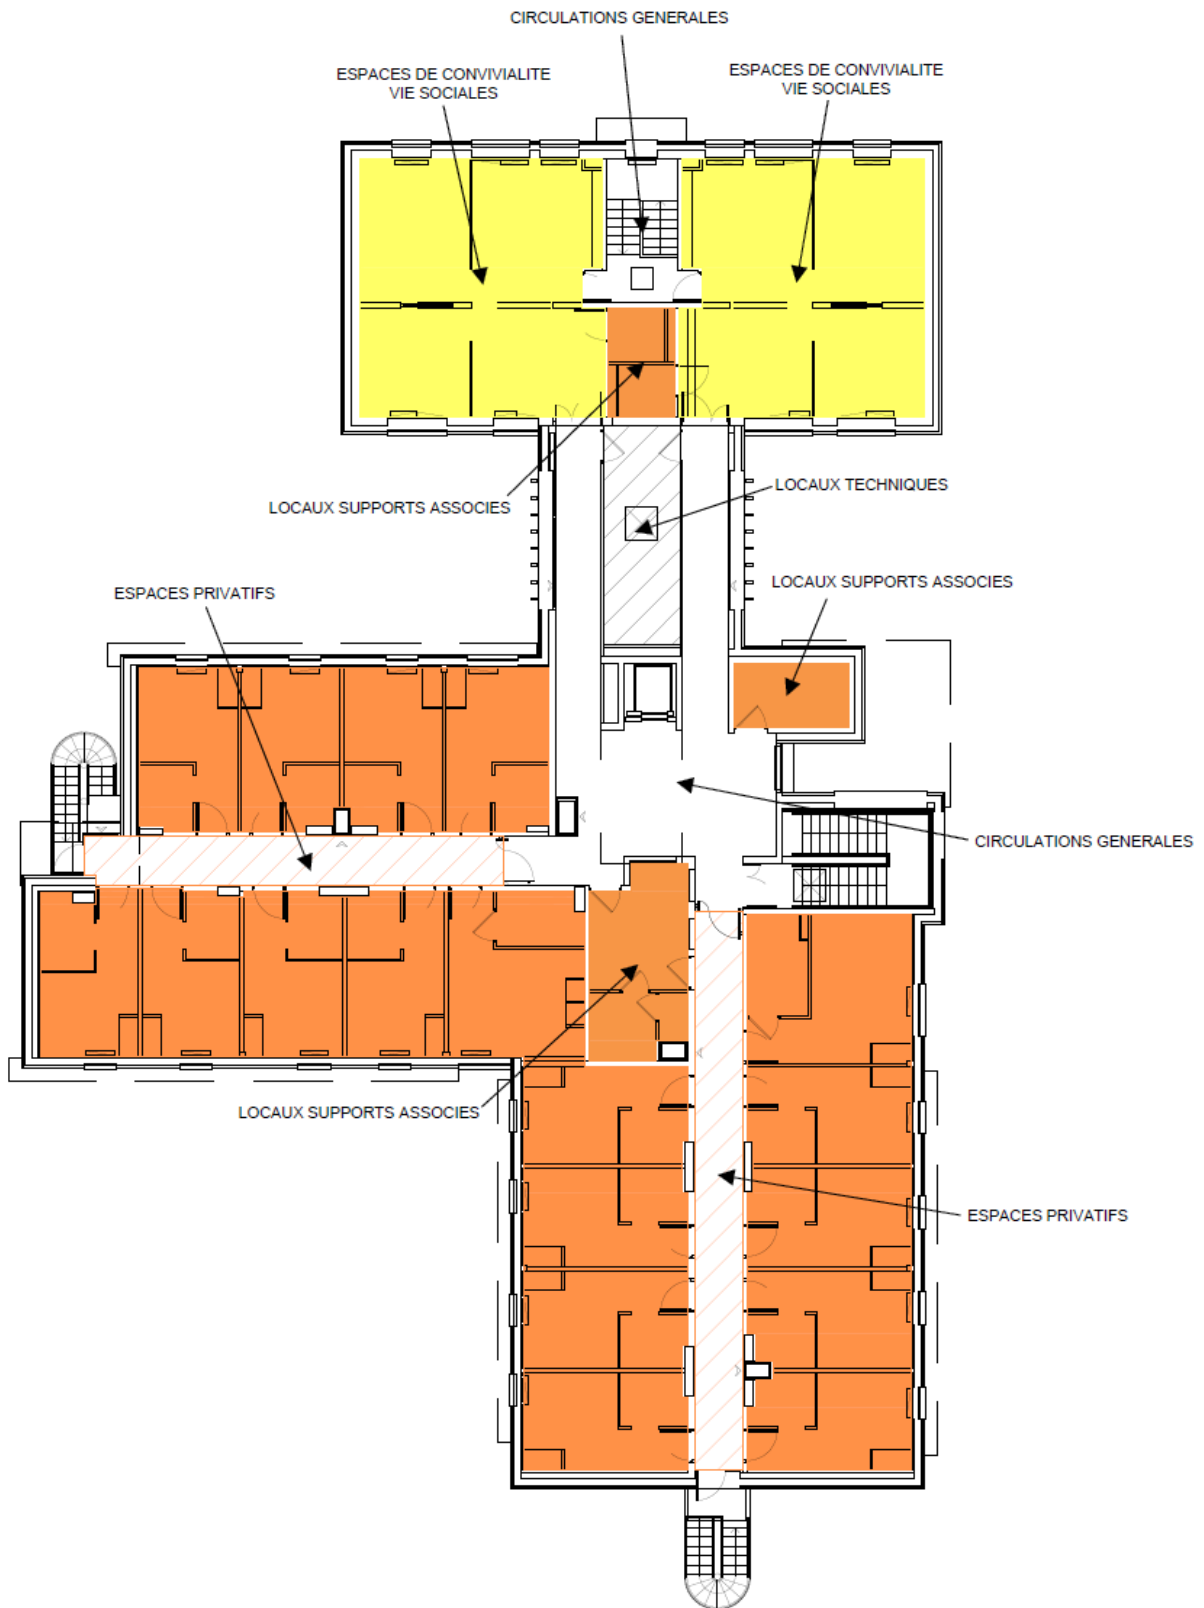 CIRCULATIONS GENERALES
ESPACES DE CONVIVIALITE
VIE SOCIALES
ESPACES DE CONVIVIALITE
VIE SOCIALES
LOCAUX TECHNIQUES
LOCAUX SUPPORTS ASSOCIES
LOCAUX SUPPORTS ASSOCIES
ESPACES PRIVATIFS
CIRCULATIONS GENERALES
LOCAUX SUPPORTS ASSOCIES
ESPACES PRIVATIFS